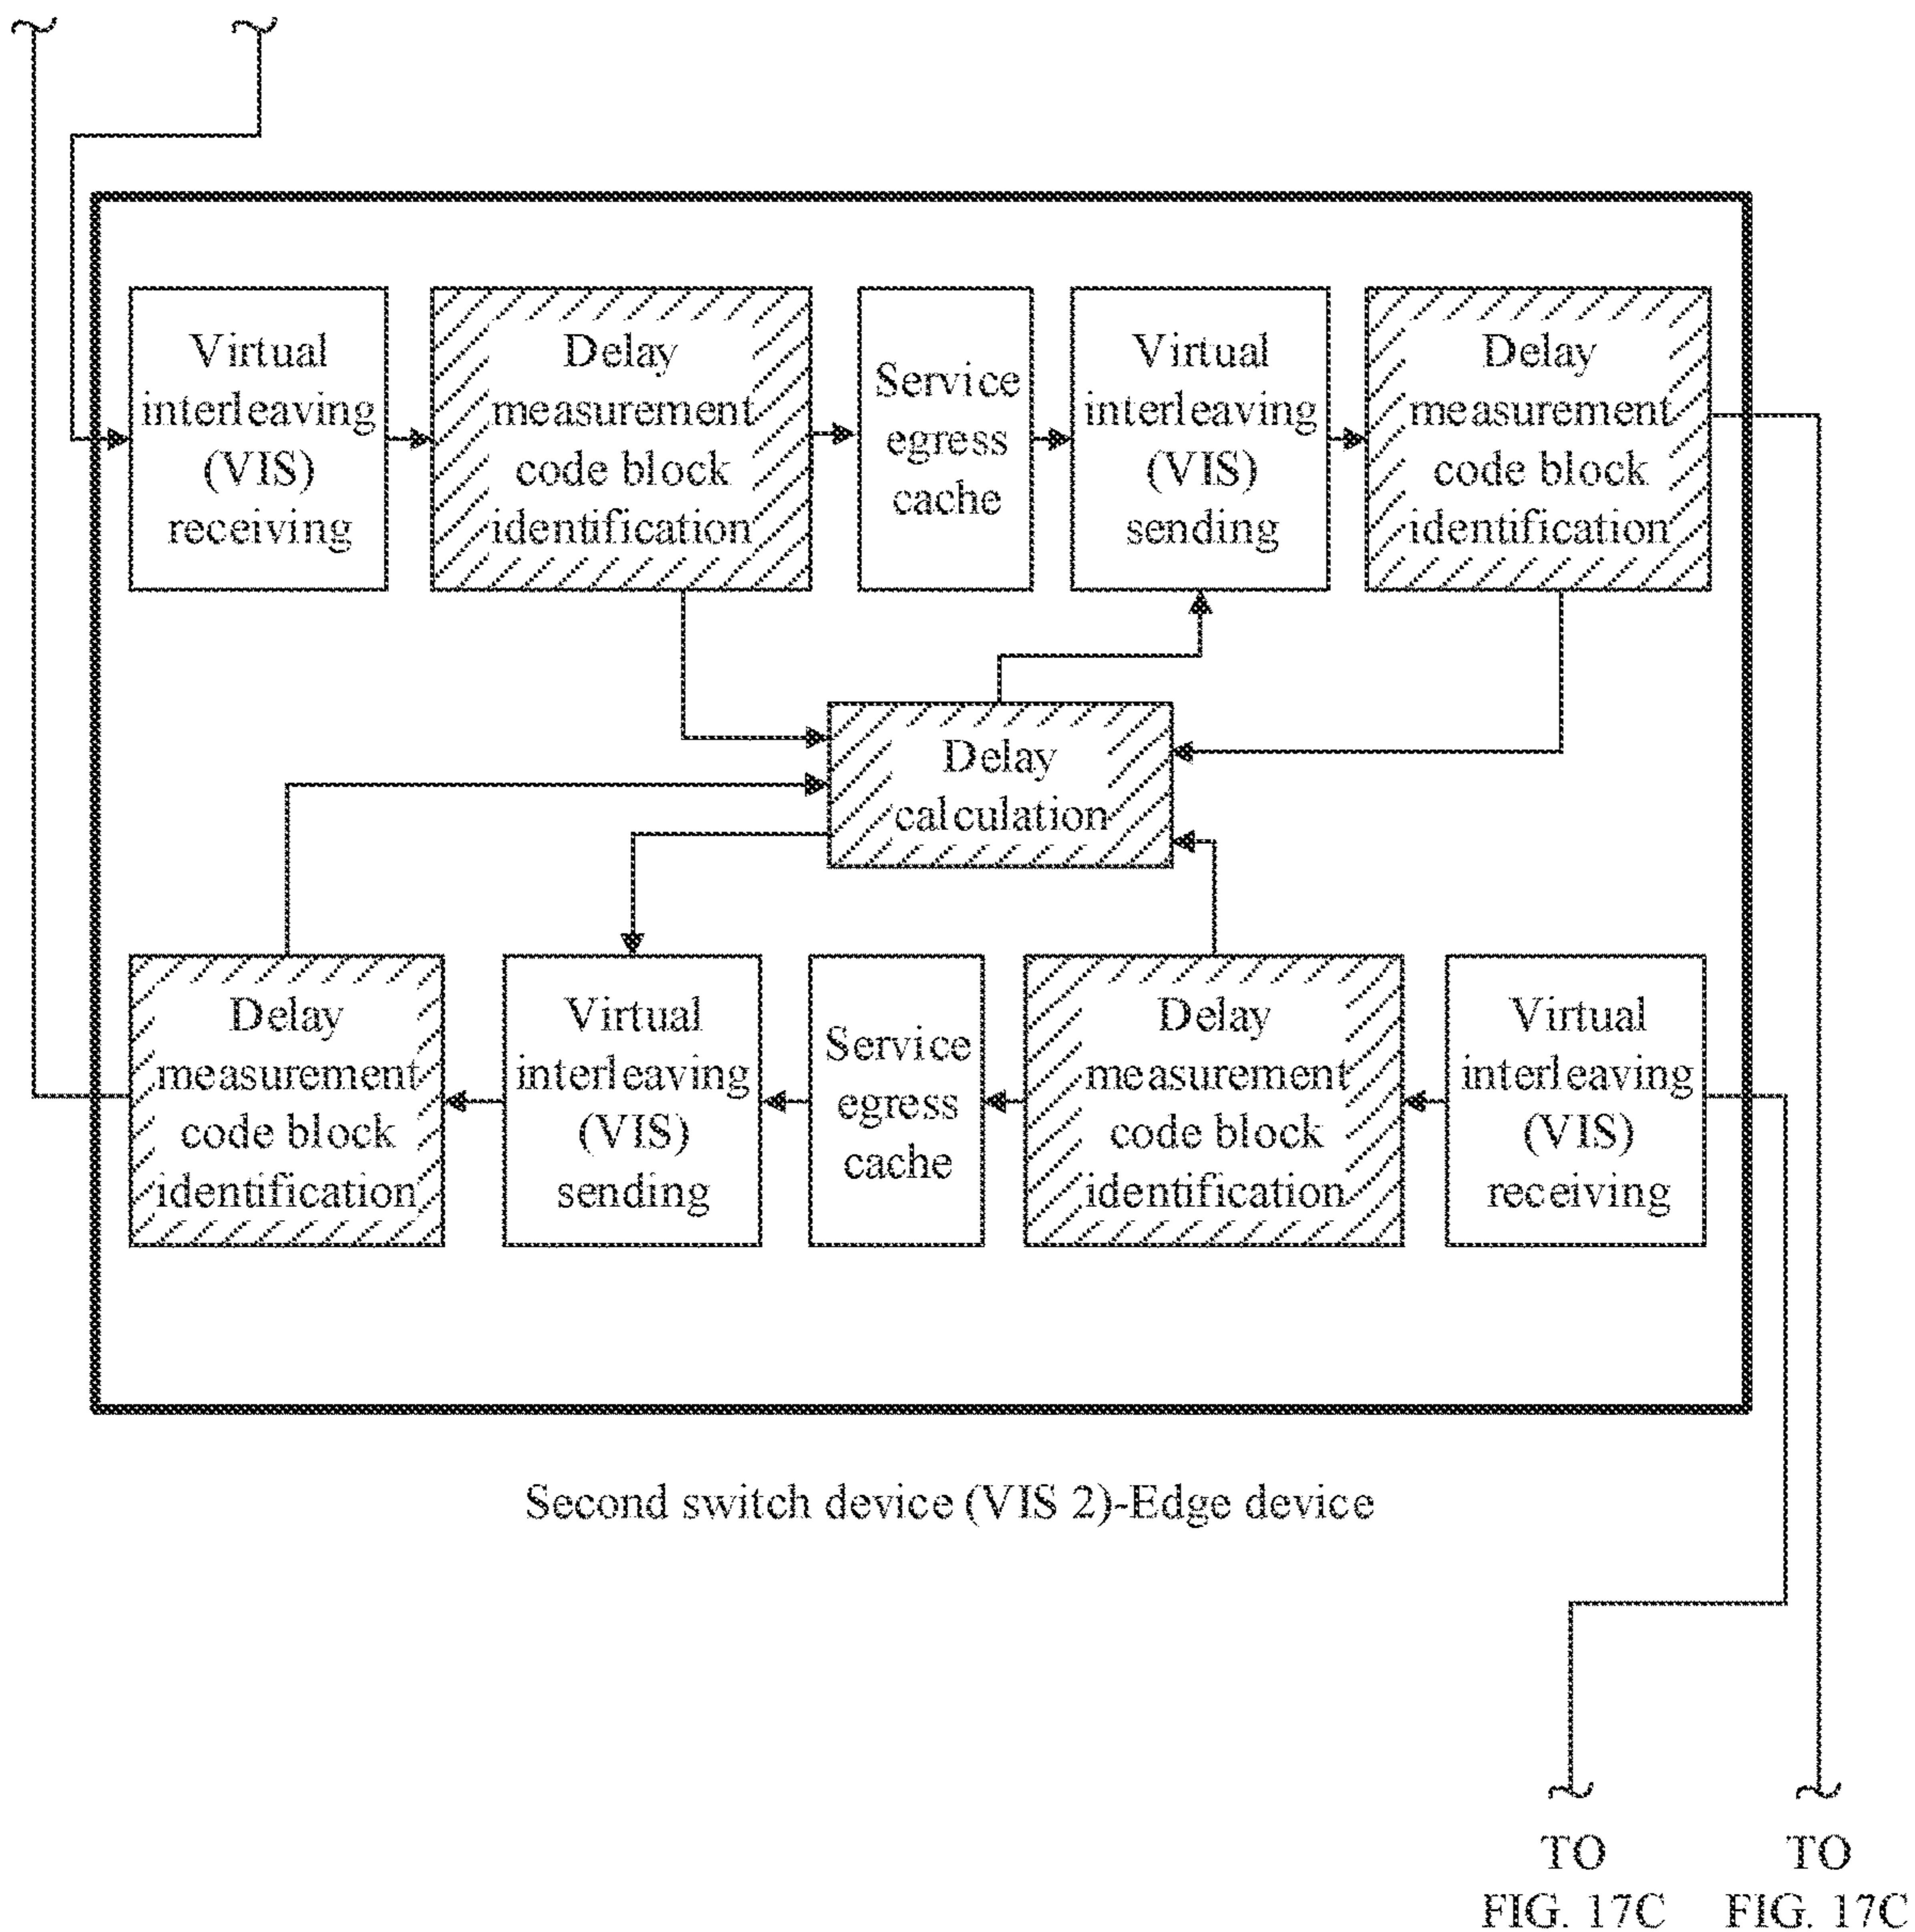 Virtual
interleaving
(VIS)
receiving
Delay
measurement
code block
identification
Service
egress
cache
Virtual
interleaving
(VIS)
sending
Delay
measurement
code block
identification
Delay
calculation
Delay
measurement
code block
identification
Virtual
interleaving
(VIS)
sending
Service
egress
cache
Delay
measurement
code block
identification
Virtual
interleaving
(VIS)
receiving
Second switch device (VIS 2)-Edge device
TO
FIG. 17C
TO
FIG. 17C